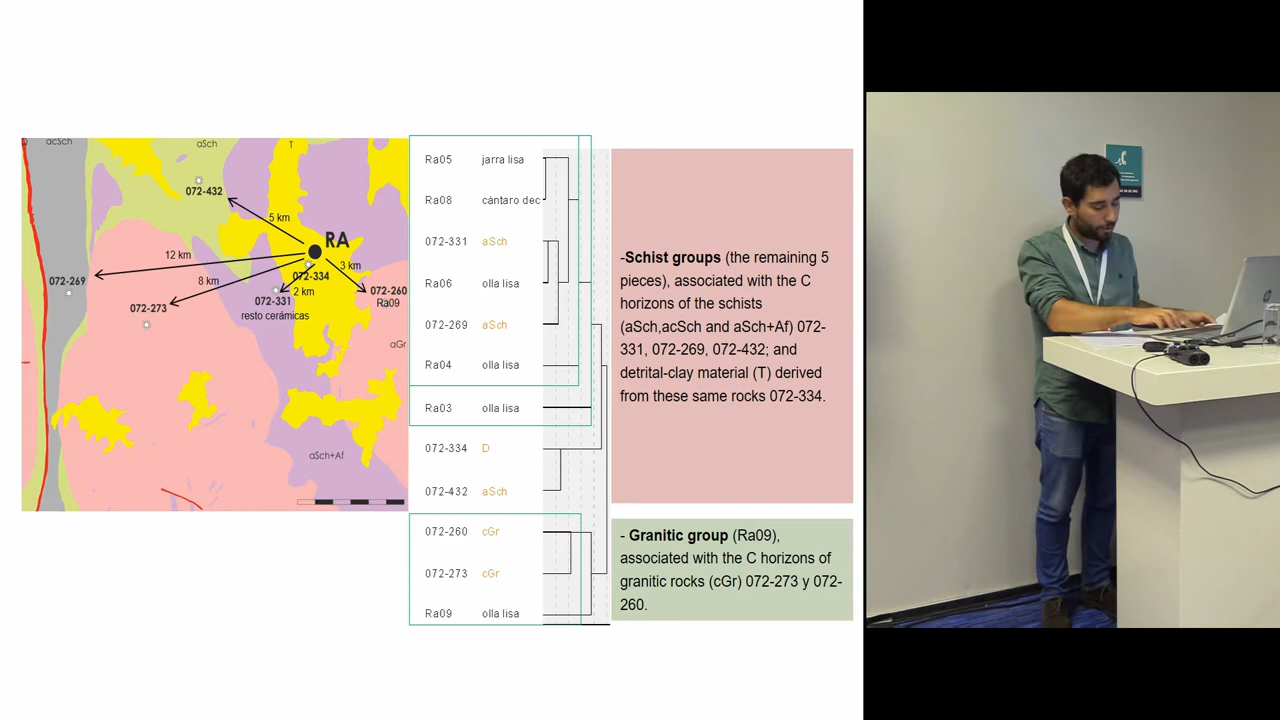 acSch
aSch
T
072-432
5 km
RA
12 km
3 km
072-334
072-269
8 km
2 km
072-260
Ra09
072-273
072-331
resto cerámicas
aGr
aSch+Af
Ra05 jarra lisa
Ra08 cántaro dec
072-331 aSch
Ra06 olla lisa
072-269 aSch
Ra04 olla lisa
Ra03 olla lisa
072-334 D
072-432 aSch
072-260 cGr
072-273 cGr
Ra09 olla lisa
-Schist groups (the remaining 5
pieces), associated with the C
horizons of the schists
(aSch,acSch and aSch+Af) 072-
331, 072-269, 072-432; and
detrital-clay material (T) derived
from these same rocks 072-334.
- Granitic group (Ra09),
associated with the C horizons of
granitic rocks (cGr) 072-273 y 072-
260.